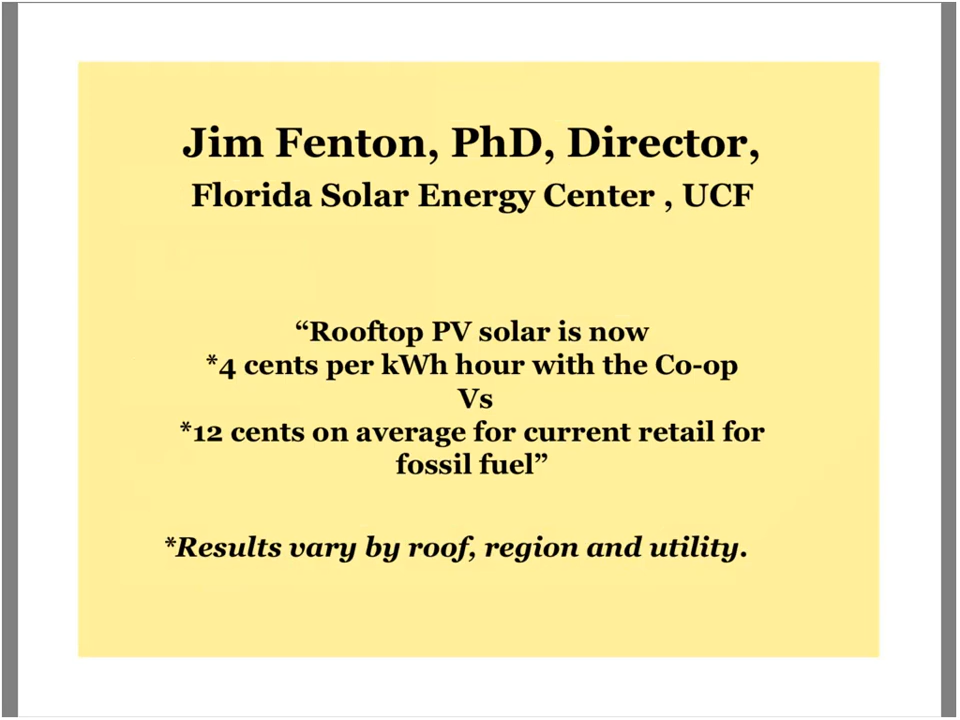 Jim Fenton, PhD, Director,
Florida Solar Energy Center , UCF
“Rooftop PV solar is now
*4 cents per kWh hour with the Co-op
Vs
*12 cents on average for current retail for
fossil fuel”
*Results vary by roof, region and utility.